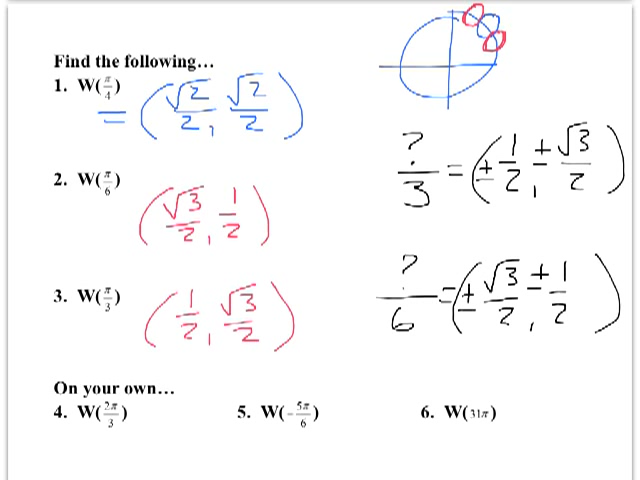 Find the following...
1. W(π/4)
= (√2/2, √2/2)
?/3 = (±1/2, ±√3/2)
2. W(π/6)
(√3/2, 1/2)
?/6 = (±√3/2, ±1/2)
3. W(π/3)
(1/2, √3/2)
On your own...
4. W(2π/3) 5. W(-5π/6) 6. W(31π)